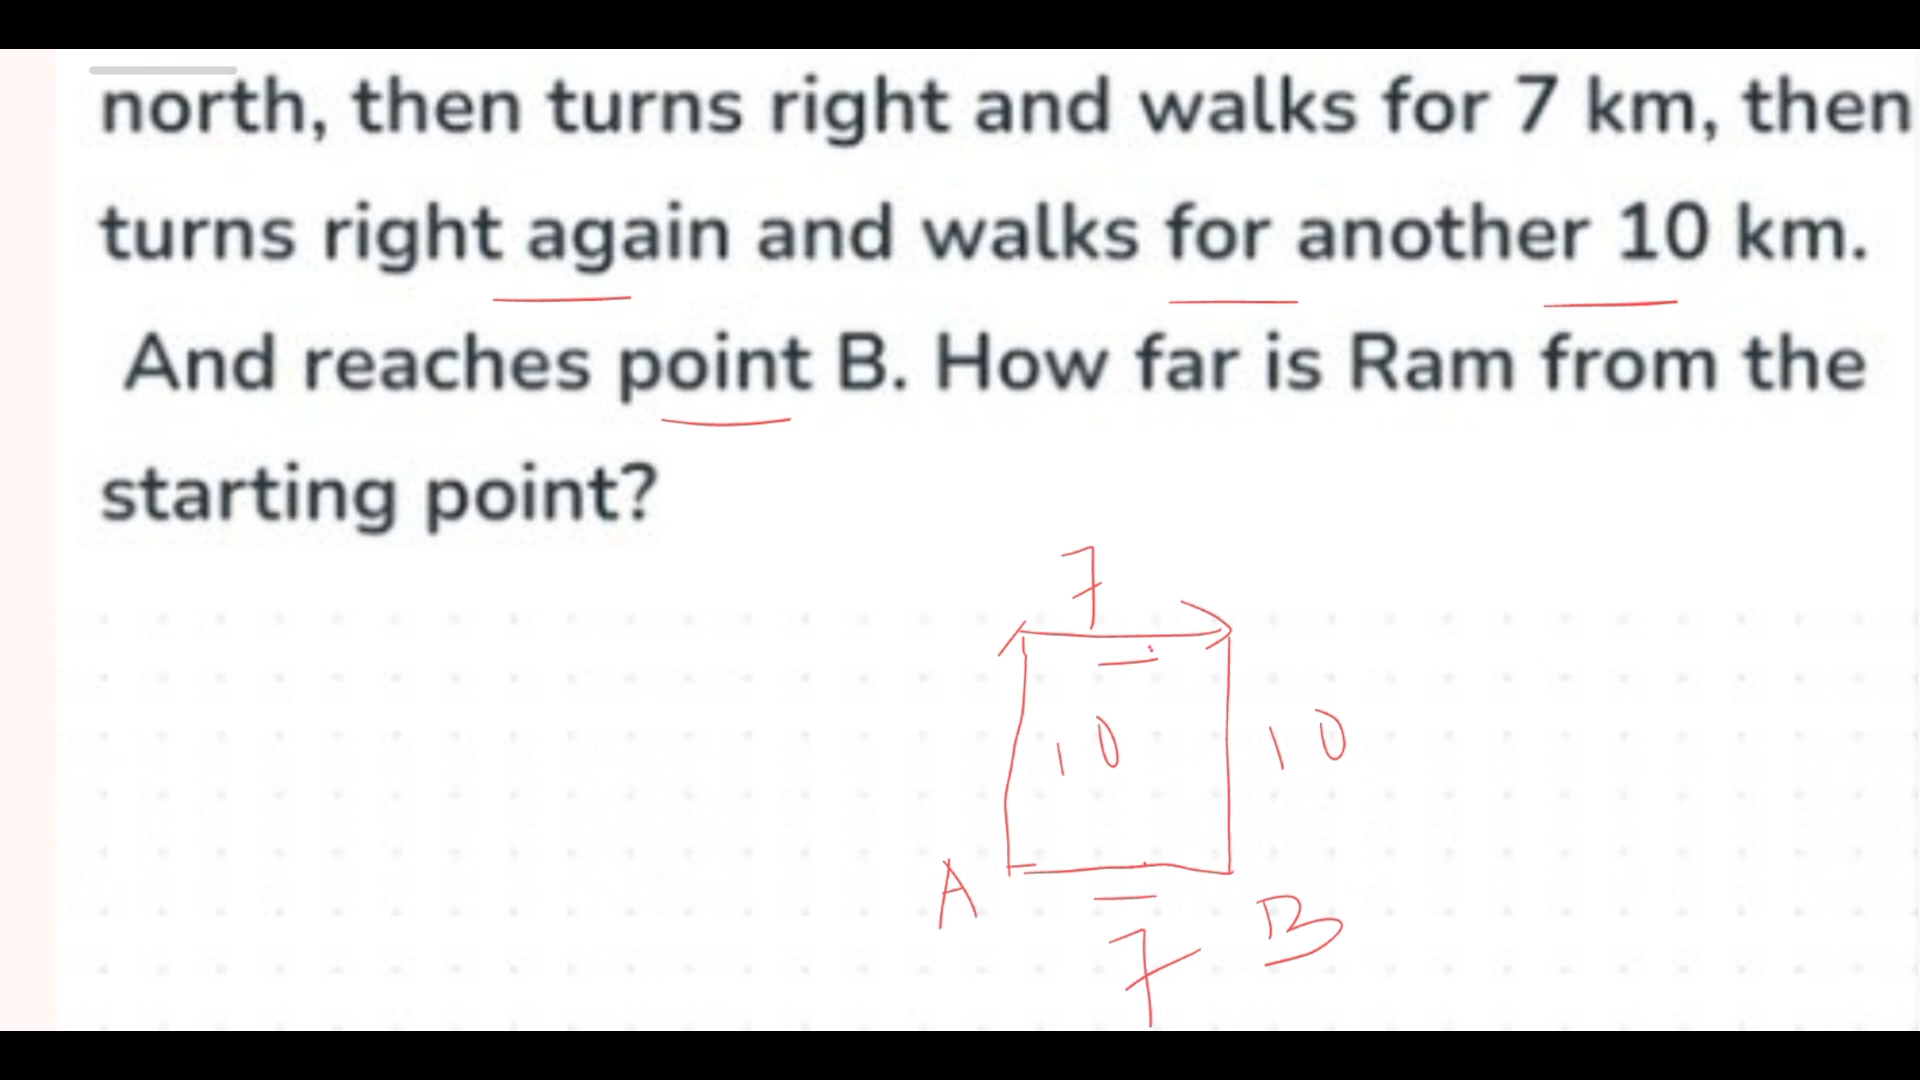 north, then turns right and walks for 7 km, then
turns right again and walks for another 10 km.
And reaches point B. How far is Ram from the
starting point?
7
10 10
A B
7